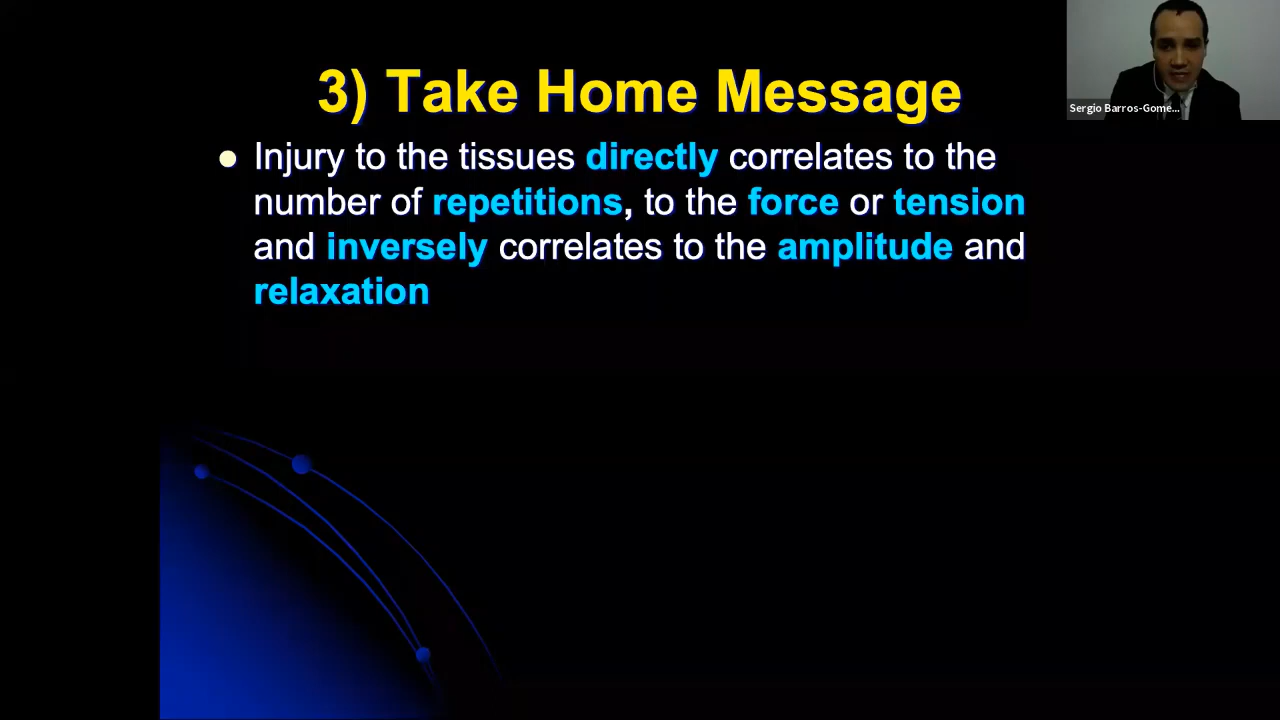 3) Take Home Message
Injury to the tissues directly correlates to the
number of repetitions, to the force or tension
and inversely correlates to the amplitude and
relaxation
Sergio Barros-Gome...